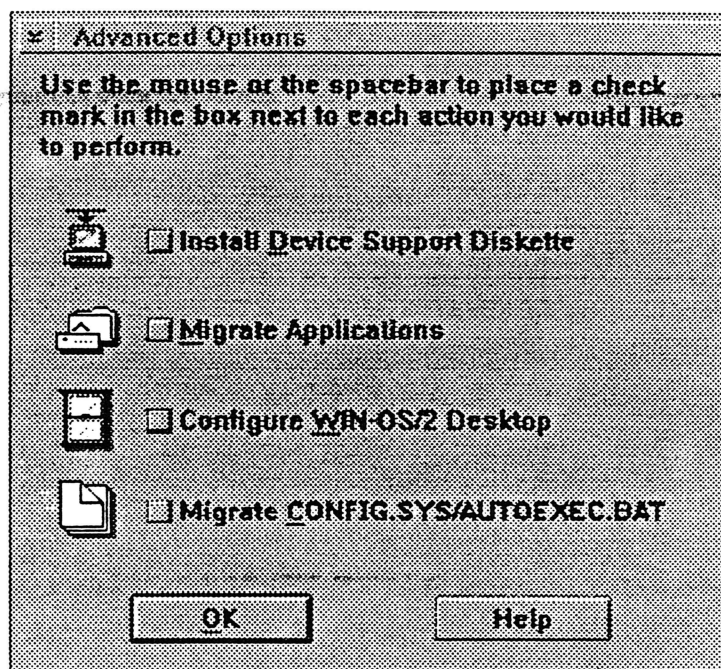 Advanced Options
Use the mouse or the spacebar to place a check
mark in the box next to each action you would like
to perform.
Install Device Support Diskette
Migrate Applications
Configure WIN-OS/2 Desktop
Migrate CONFIG.SYS/AUTOEXEC.BAT
OK
Help